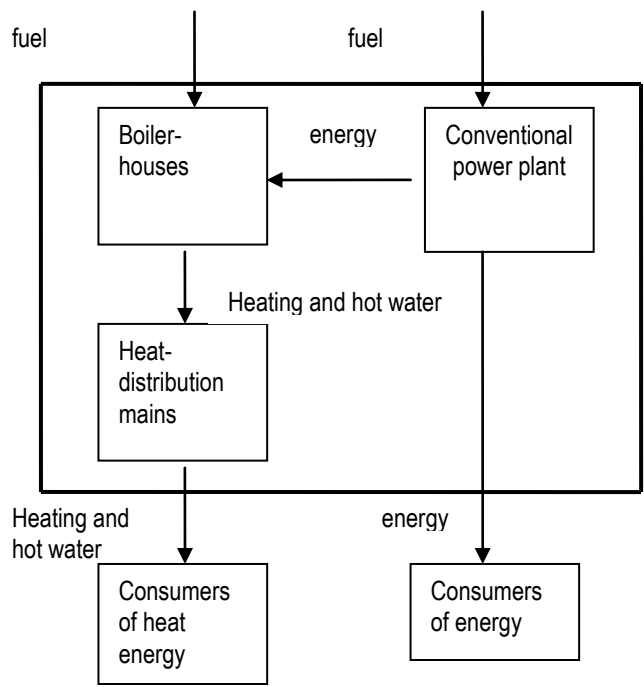 fuel
fuel
Boiler-
houses
energy
Conventional
power plant
Heating and hot water
Heat-
distribution
mains
Heating and
hot water
energy
Consumers
of heat
energy
Consumers
of energy